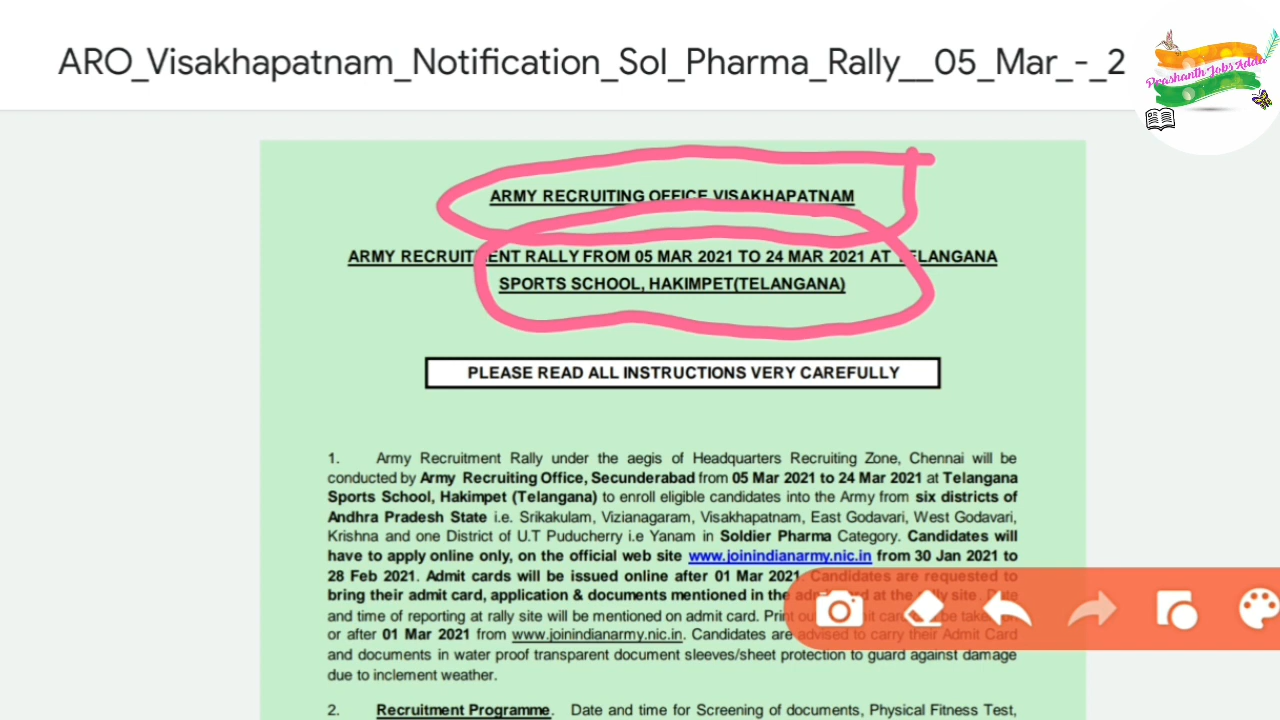 ARO_Visakhapatnam_Notification_Sol_Pharma_Rally__05_Mar_-_2
Prashanth Jobs Adda
ARMY RECRUITING OFFICE VISAKHAPATNAM
ARMY RECRUITMENT RALLY FROM 05 MAR 2021 TO 24 MAR 2021 AT TELANGANA
SPORTS SCHOOL, HAKIMPET(TELANGANA)
PLEASE READ ALL INSTRUCTIONS VERY CAREFULLY
1. Army Recruitment Rally under the aegis of Headquarters Recruiting Zone, Chennai will be
conducted by Army Recruiting Office, Secunderabad from 05 Mar 2021 to 24 Mar 2021 at Telangana
Sports School, Hakimpet (Telangana) to enroll eligible candidates into the Army from six districts of
Andhra Pradesh State i.e. Srikakulam, Vizianagaram, Visakhapatnam, East Godavari, West Godavari,
Krishna and one District of U.T Puducherry i.e Yanam in Soldier Pharma Category. Candidates will
have to apply online only, on the official web site www.joinindianarmy.nic.in from 30 Jan 2021 to
28 Feb 2021. Admit cards will be issued online after 01 Mar 2021. Candidates are requested to
bring their admit card, application & documents mentioned in the at the site.
and time of reporting at rally site will be mentioned on admit card. be
or after 01 Mar 2021 from www.joinindianarmy.nic.in. Candidates are advised to carry their Admit Card
and documents in water proof transparent document sleeves/sheet protection to guard against damage
due to inclement weather.
2. Recruitment Programme. Date and time for Screening of documents, Physical Fitness Test,